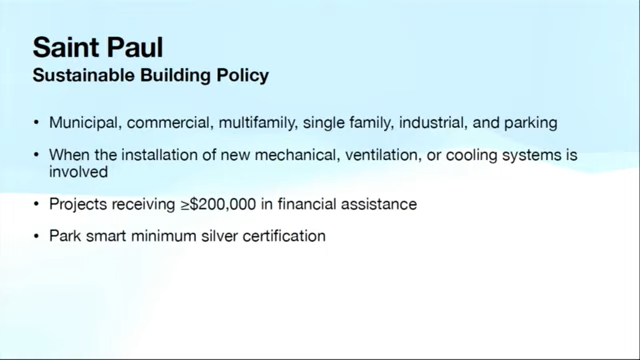 Saint Paul
Sustainable Building Policy
• Municipal, commercial, multifamily, single family, industrial, and parking
• When the installation of new mechanical, ventilation, or cooling systems is
involved
• Projects receiving ≥$200,000 in financial assistance
• Park smart minimum silver certification